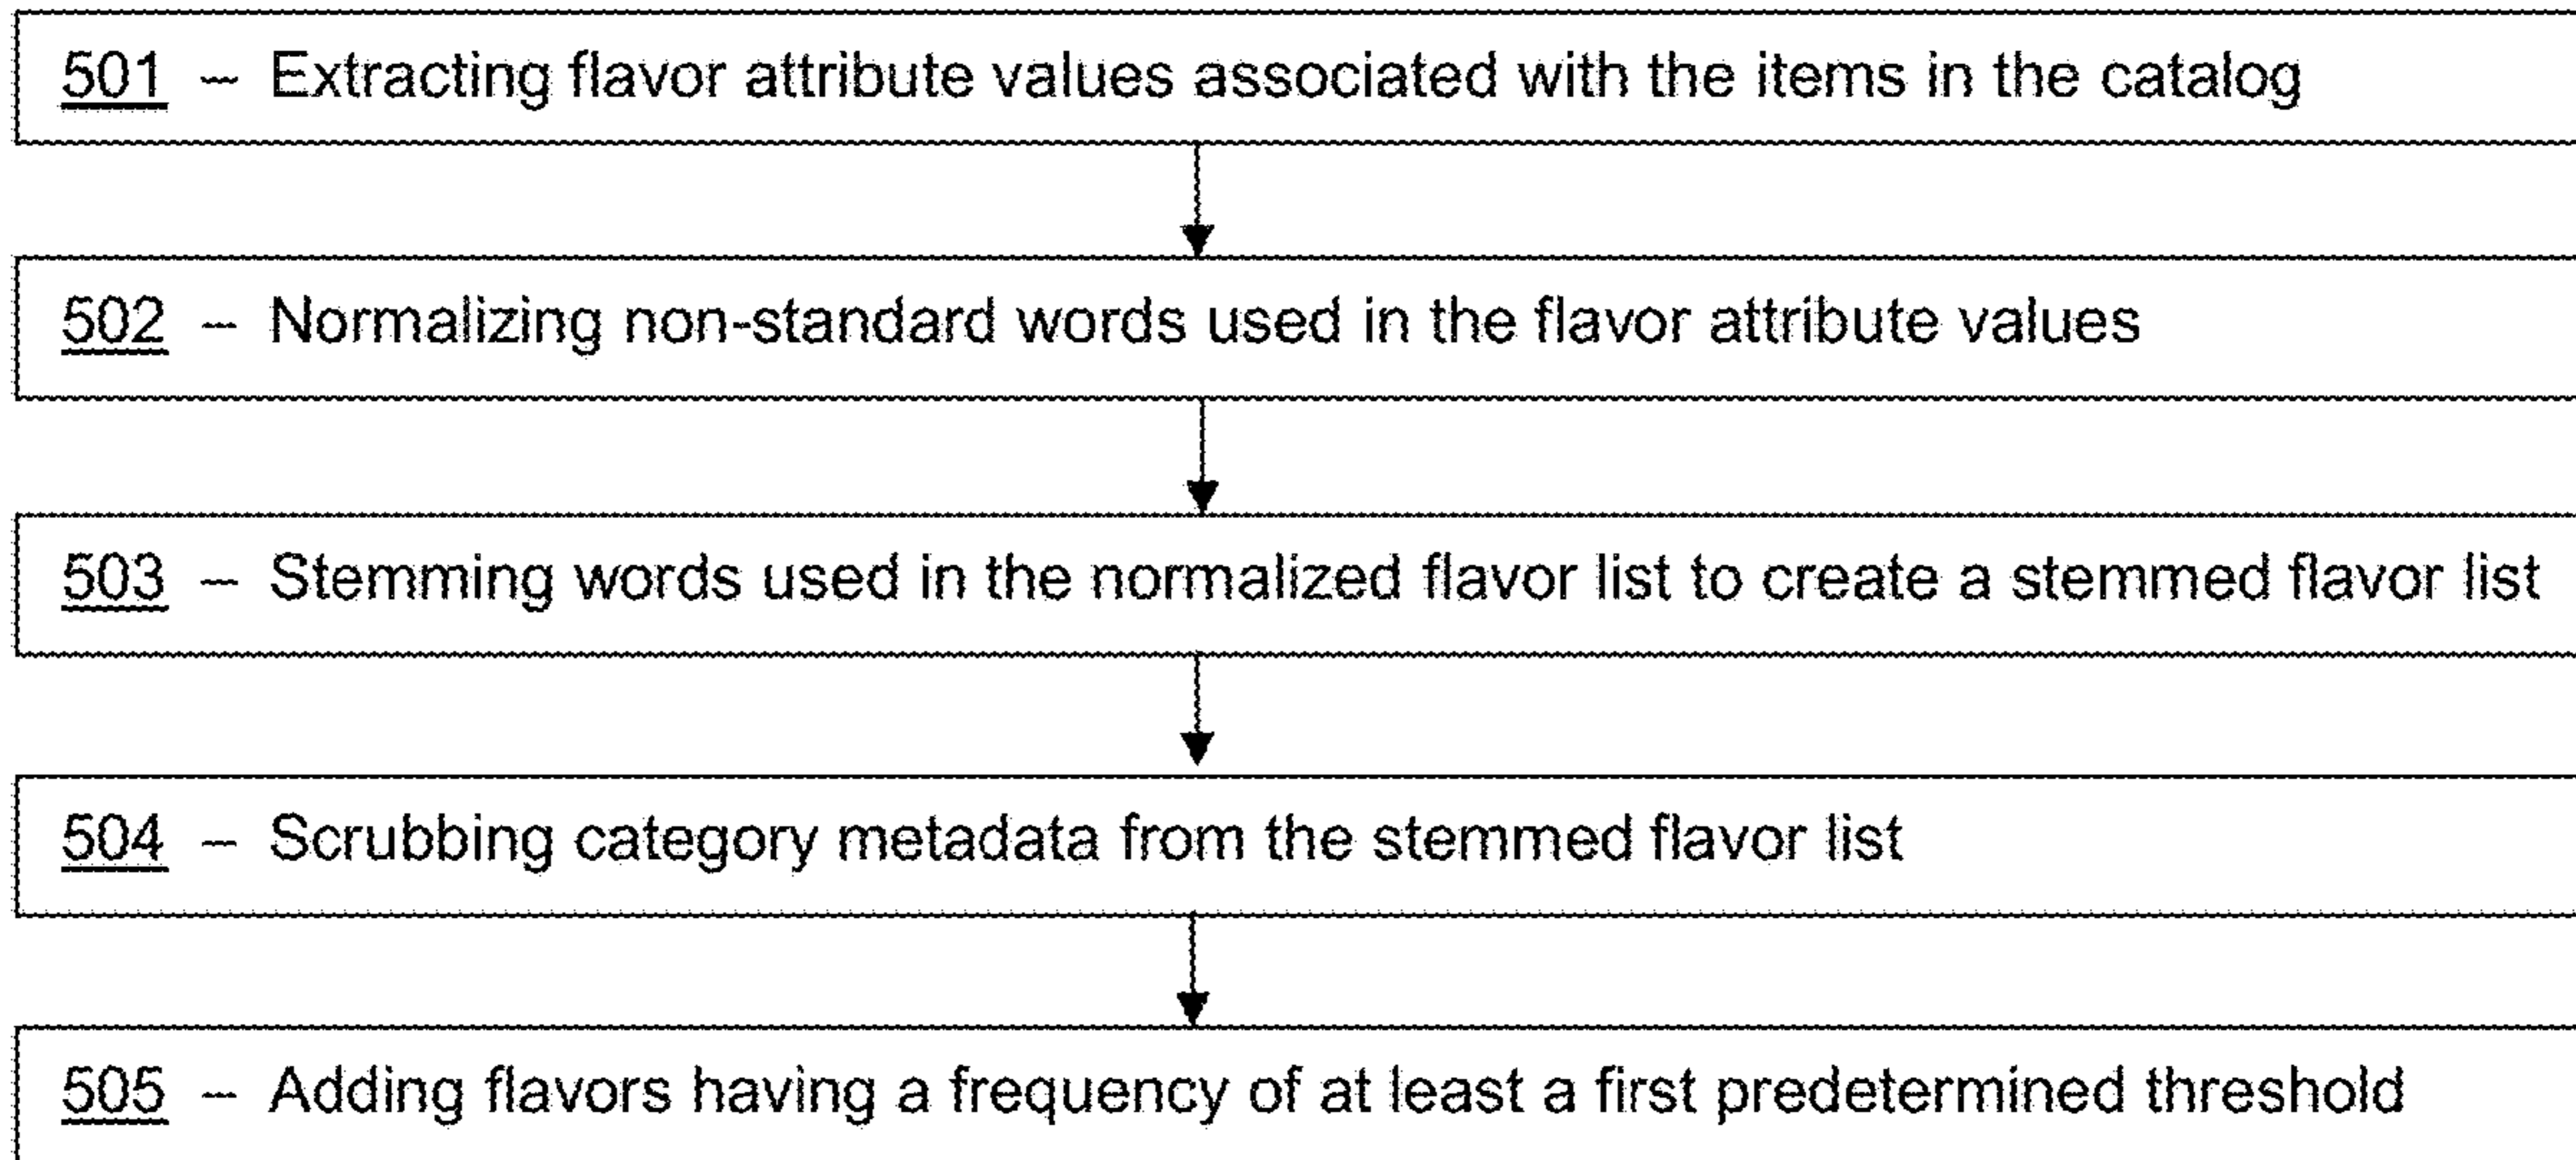 501 – Extracting flavor attribute values associated with the items in the catalog
502 – Normalizing non-standard words used in the flavor attribute values
503 – Stemming words used in the normalized flavor list to create a stemmed flavor list
504 – Scrubbing category metadata from the stemmed flavor list
505 – Adding flavors having a frequency of at least a first predetermined threshold